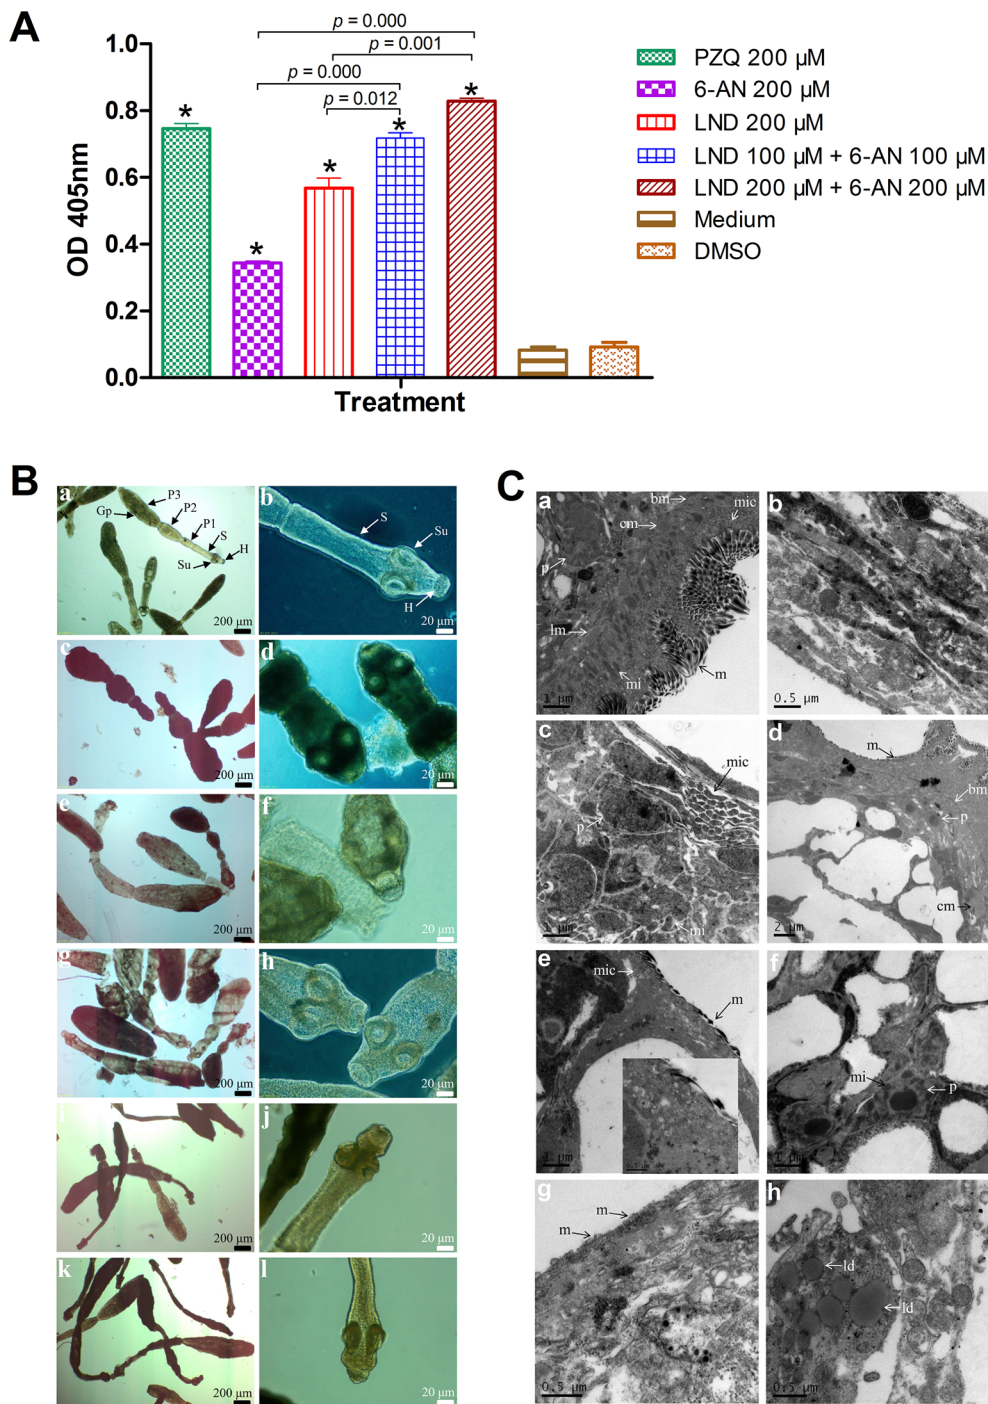 A
p = 0.000
p = 0.001
p = 0.000
p = 0.012
1.0
0.8
0.6
0.4
0.2
0.0
OD 405nm
* * * * *
Treatment
PZQ 200 µM
6-AN 200 µM
LND 200 µM
LND 100 µM + 6-AN 100 µM
LND 200 µM + 6-AN 200 µM
Medium
DMSO
B
a
P3
Gp
P2
P1
S
H
Su
200 µm
b
S
Su
H
20 µm
c
200 µm
d
20 µm
e
200 µm
f
20 µm
g
200 µm
h
20 µm
i
200 µm
j
20 µm
k
200 µm
l
20 µm
C
a
bm
mic
cm
p
lm
mi
m
1 µm
b
0.5 µm
c
mic
p
mi
1 µm
d
m
bm
p
cm
2 µm
e
mic
m
1 µm
f
mi
p
1 µm
g
m
m
0.5 µm
h
ld
ld
0.5 µm